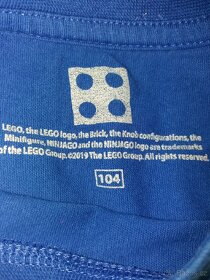 LEGO, the LEGO logo, the Brick, the Knob configurations, the
Minifigure, NINJAGO and the NINJAGO logo are trademarks
of the LEGO Group. ©2019 The LEGO Group. All rights reserved.
104